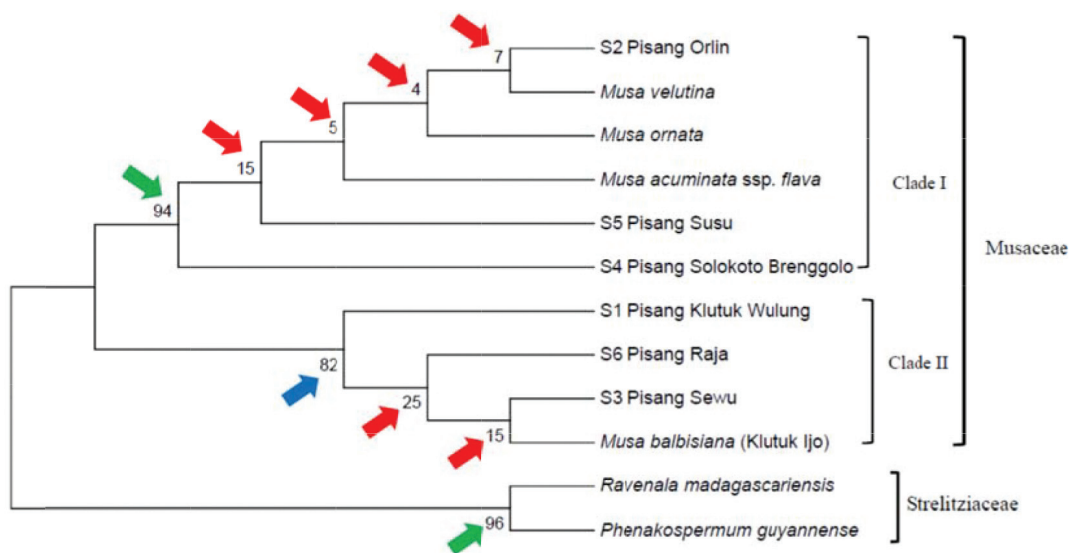 7
S2 Pisang Orlin
4
Musa velutina
5
Musa ornata
15
Musa acuminata ssp. flava
Clade I
94
S5 Pisang Susu
Musaceae
S4 Pisang Solokoto Brenggolo
S1 Pisang Klutuk Wulung
82
S6 Pisang Raja
Clade II
25
S3 Pisang Sewu
15
Musa balbisiana (Klutuk Ijo)
Ravenala madagascariensis
Strelitziaceae
96
Phenakospermum guyannense